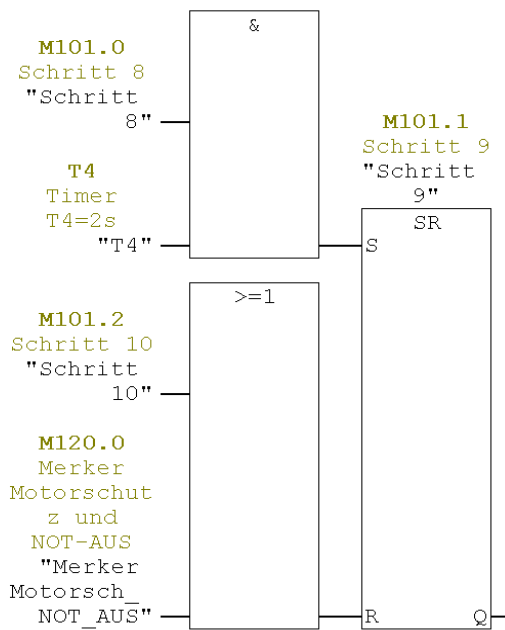 &
M101.0
Schritt 8
"Schritt
8"
M101.1
Schritt 9
"Schritt
9"
T4
Timer
T4=2s
"T4"
SR
S
>=1
M101.2
Schritt 10
"Schritt
10"
M120.0
Merker
Motorschut
z und
NOT-AUS
"Merker
Motorsch_
NOT_AUS"
R
Q